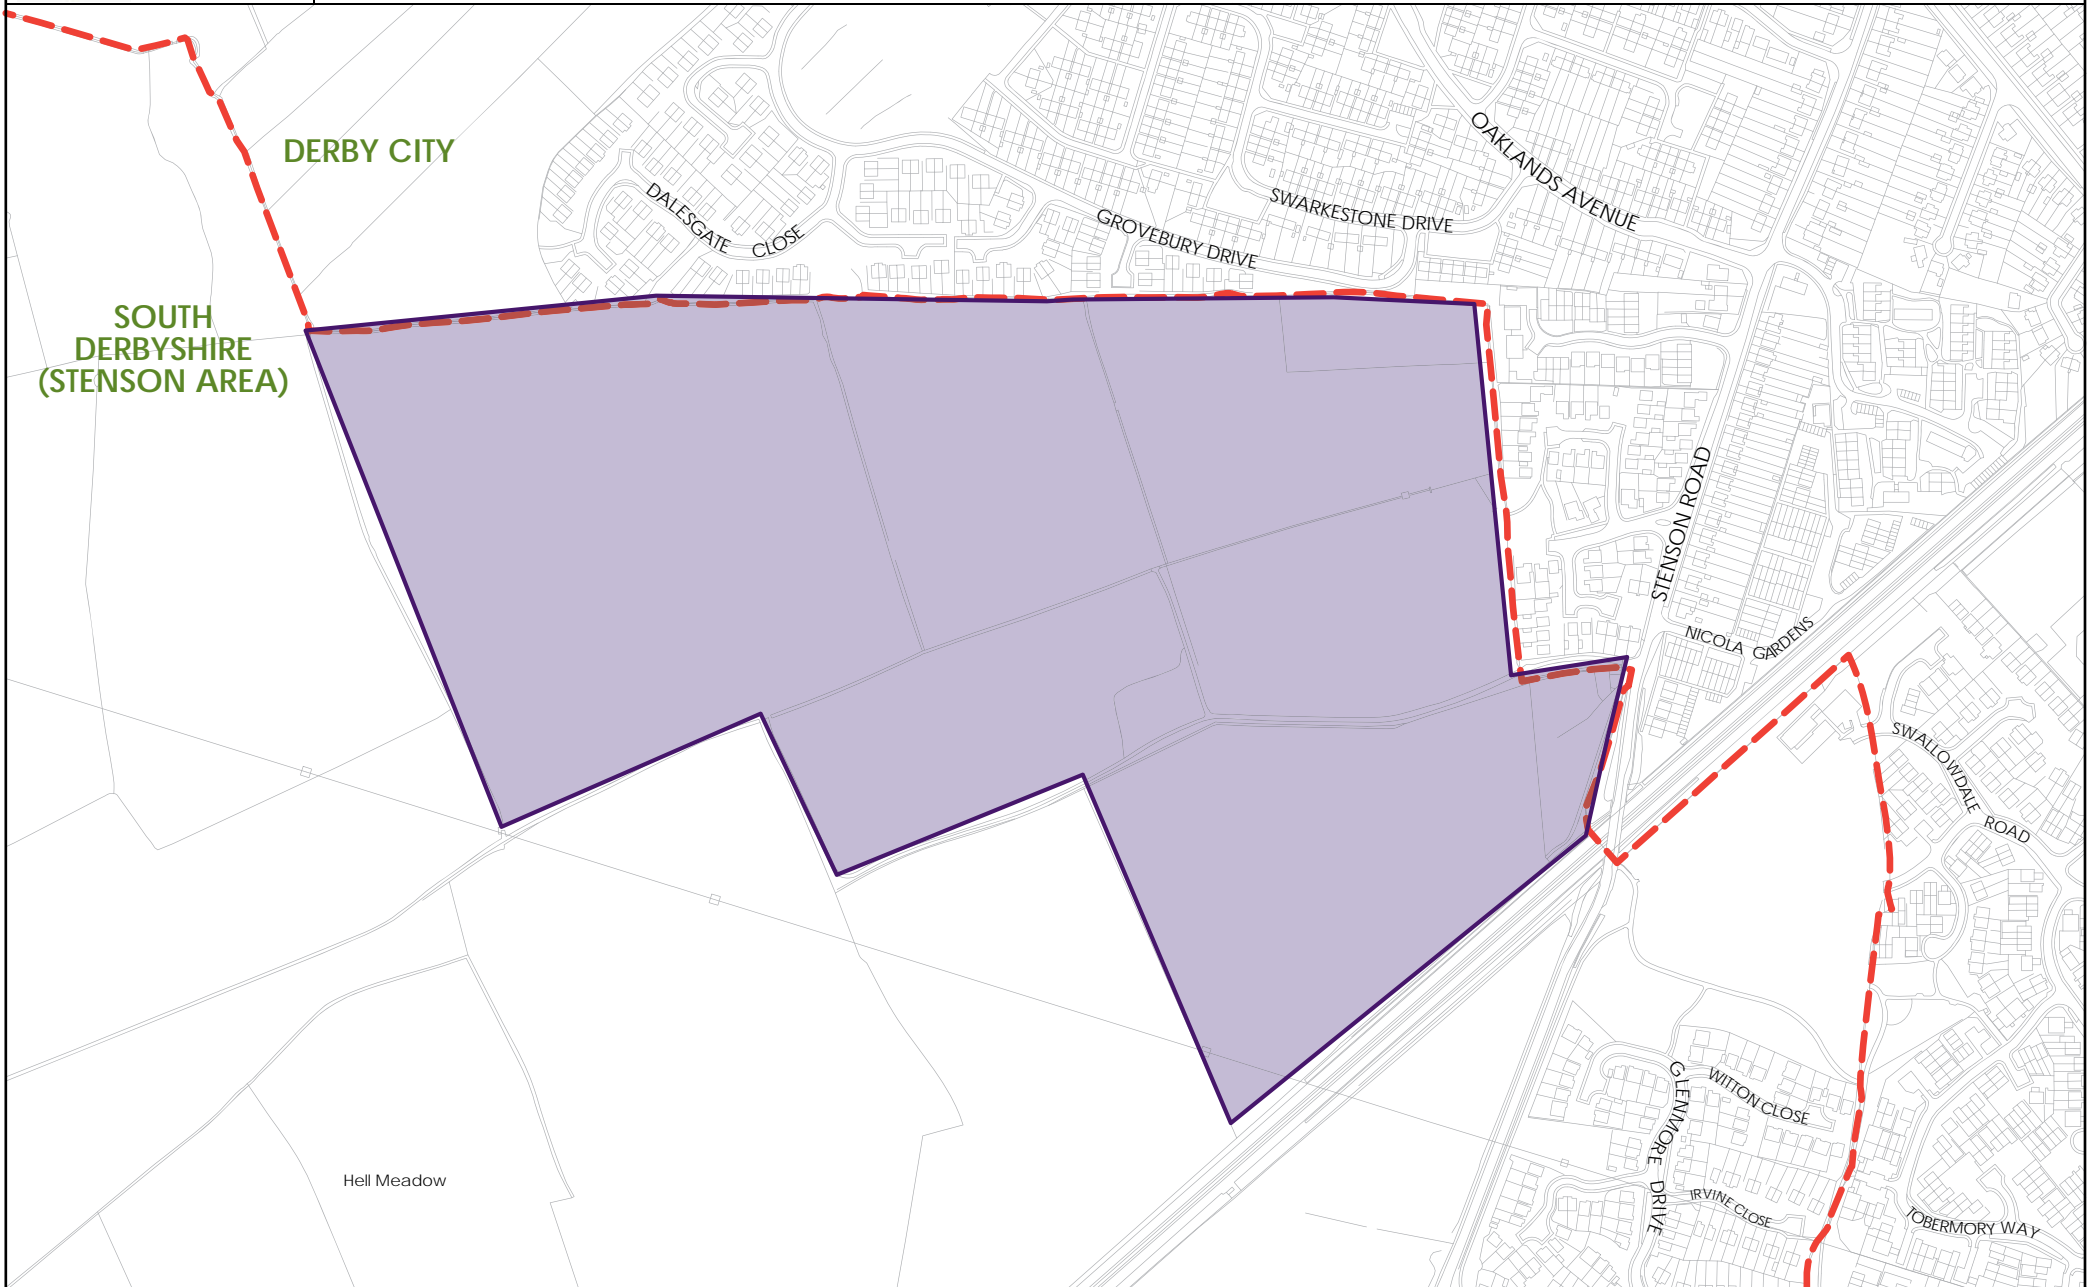 DERBY CITY
OAKLANDS AVENUE
DALESGATE CLOSE
SWARKESTONE DRIVE
GROVEBURY DRIVE
SOUTH
DERBYSHIRE
(STENSON AREA)
STENSON ROAD
NICOLA GARDENS
SWALLOWDALE ROAD
GLENMORE DRIVE
WITTON CLOSE
Hell Meadow
IRVINE CLOSE
TOBERMORY WAY